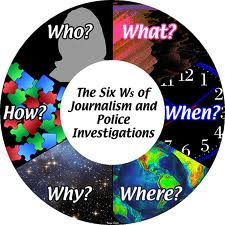 Who?
What?
When?
Where?
Why?
How?
The Six Ws of
Journalism and
Police
Investigations